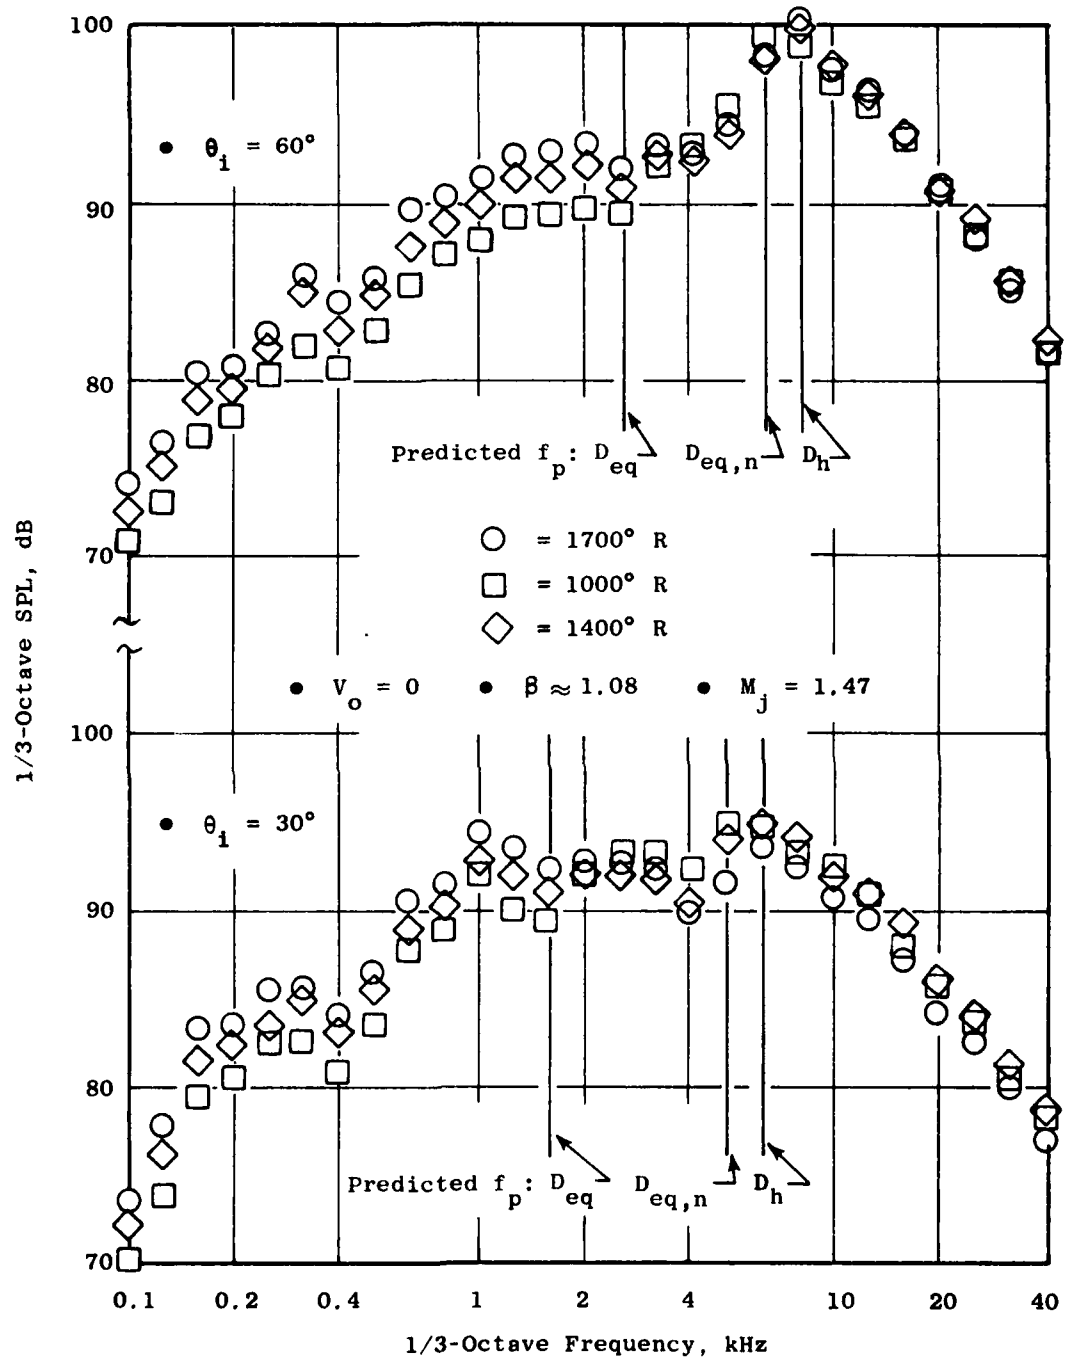 100
● θi = 60°
90
80
Predicted fp: Deq Deq,n Dh
○ = 1700° R
70
□ = 1000° R
◇ = 1400° R
1/3-Octave SPL, dB
● Vo = 0 ● β ≈ 1.08 ● Mj = 1.47
100
● θi = 30°
90
80
Predicted fp: Deq Deq,n Dh
70
0.1 0.2 0.4 1 2 4 10 20 40
1/3-Octave Frequency, kHz